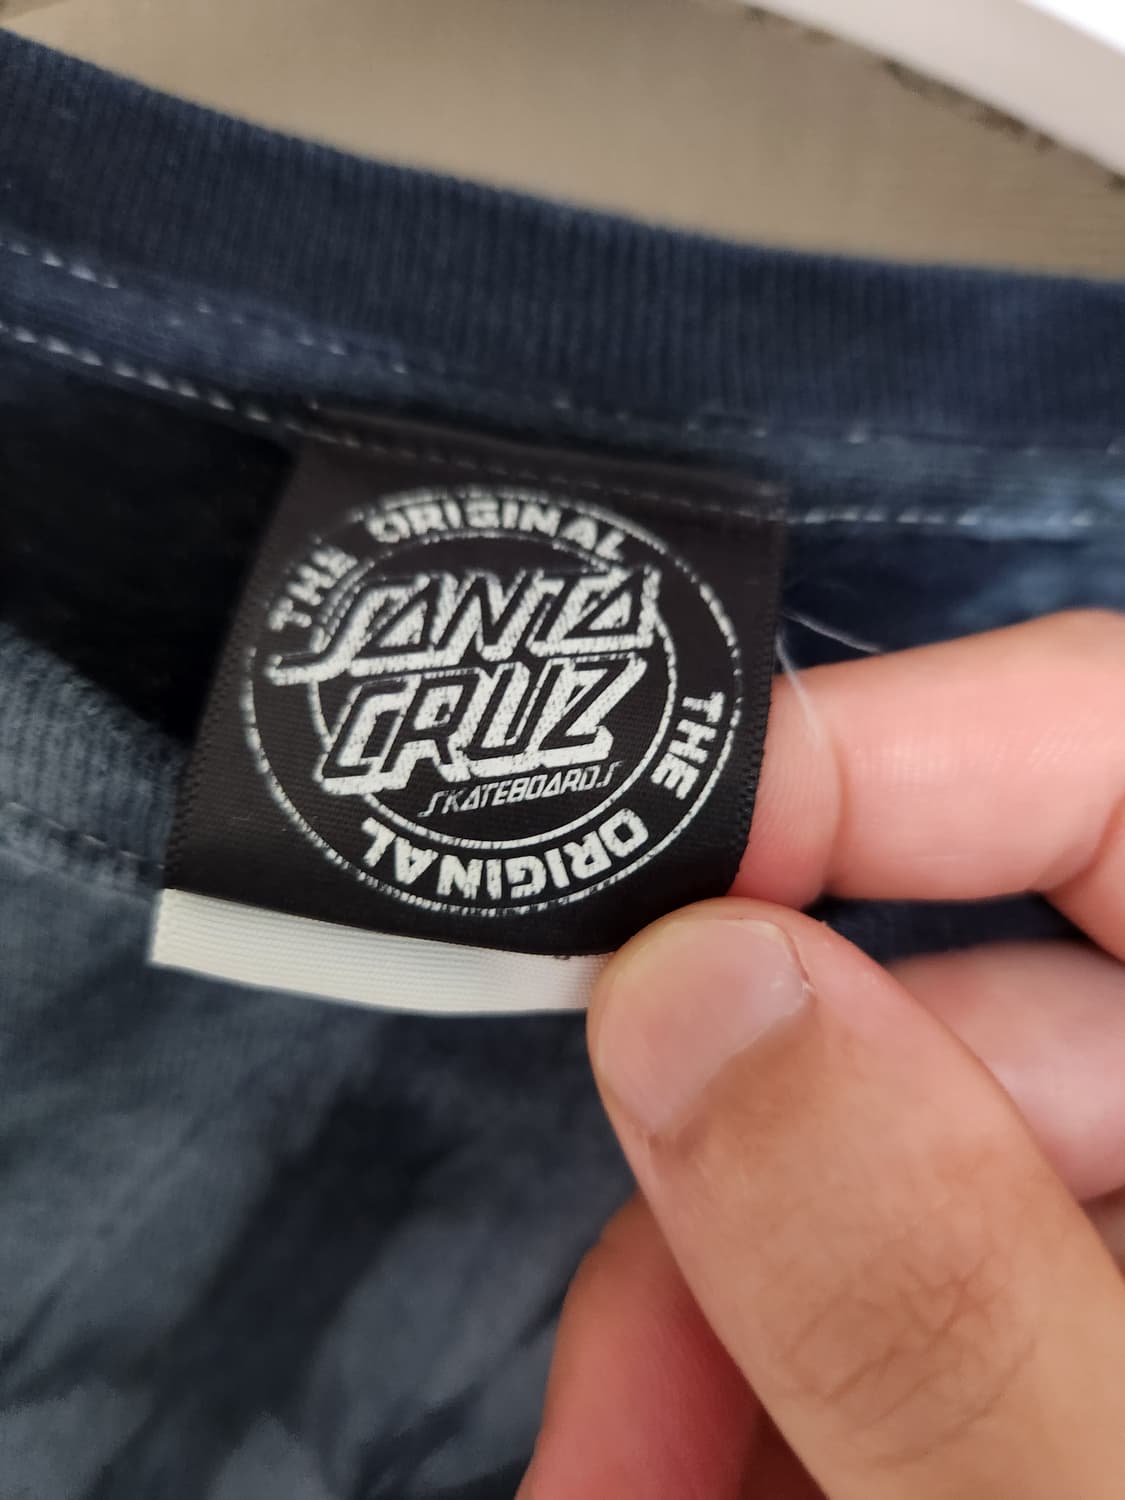 THE ORIGINAL
SANTA
CRUZ
SKATEBOARDS
THE ORIGINAL